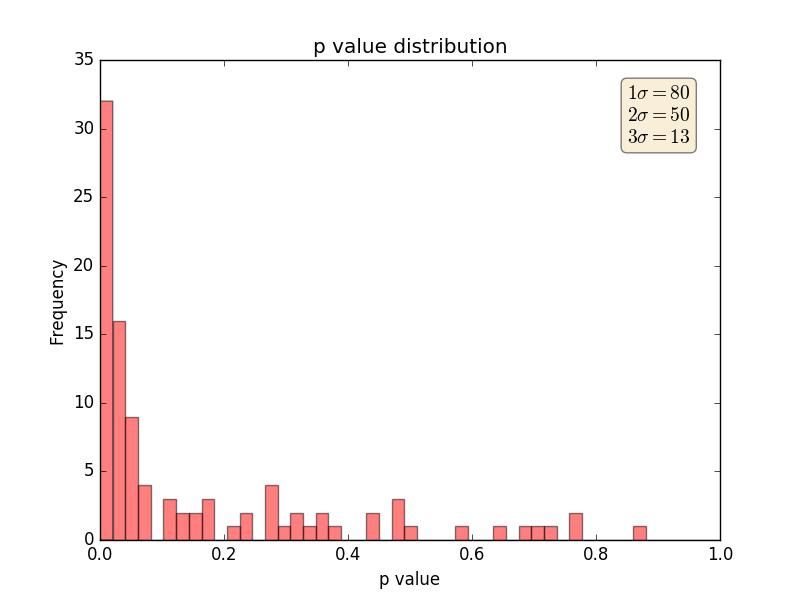 p value distribution
1σ = 80
2σ = 50
3σ = 13
35
30
25
20
15
10
5
0
Frequency
0.0 0.2 0.4 0.6 0.8 1.0
p value